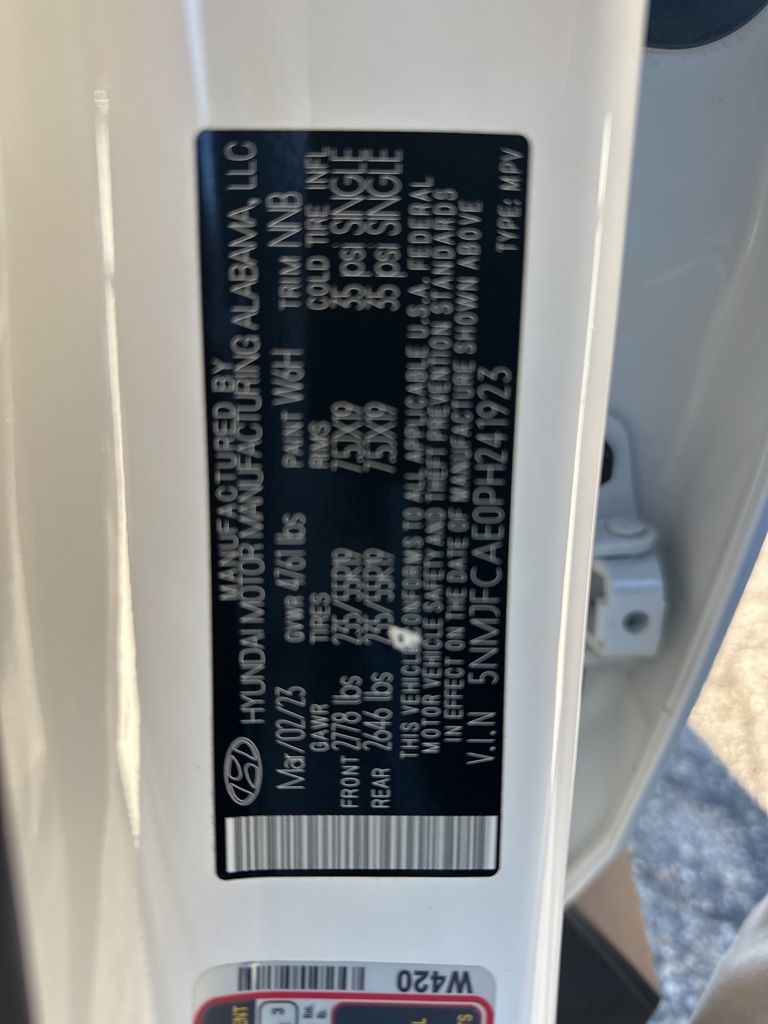 MANUFACTURED BY
HYUNDAI MOTOR MANUFACTURING ALABAMA, LLC
Mar/02/23 GVWR 4761 lbs PAINT W6H TRIM NNB
GAWR TIRES RIMS COLD TIRE INFL
FRONT 2778 lbs 235/55R19 7.5JX19 35 psi SINGLE
REAR 2646 lbs 235/55R19 7.5JX19 35 psi SINGLE
THIS VEHICLE CONFORMS TO ALL APPLICABLE U.S.A. FEDERAL
MOTOR VEHICLE SAFETY AND THEFT PREVENTION STANDARDS
IN EFFECT ON THE DATE OF MANUFACTURE SHOWN ABOVE
V.I.N 5NMJFCAE0PH241923 TYPE: MPV
W420